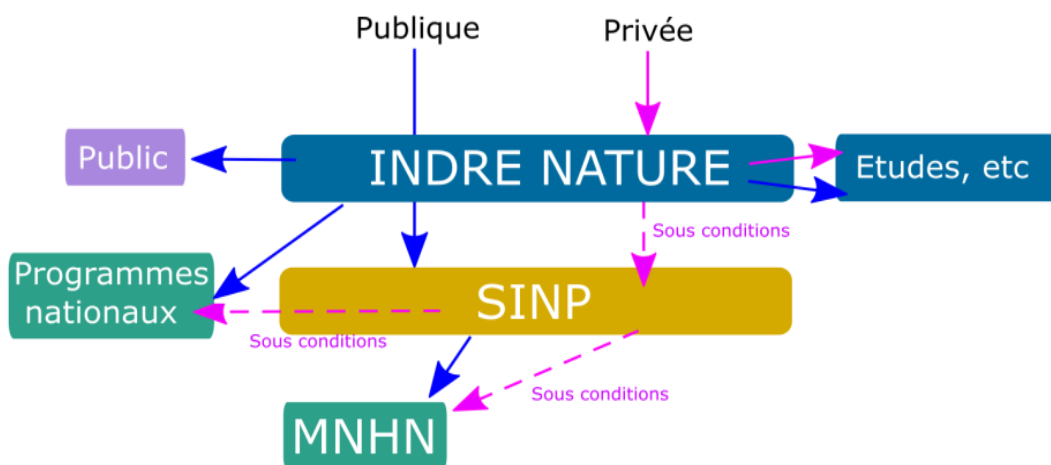 Publique
Privée
Public
INDRE NATURE
Etudes, etc
Sous conditions
Programmes
nationaux
SINP
Sous conditions
Sous conditions
MNHN